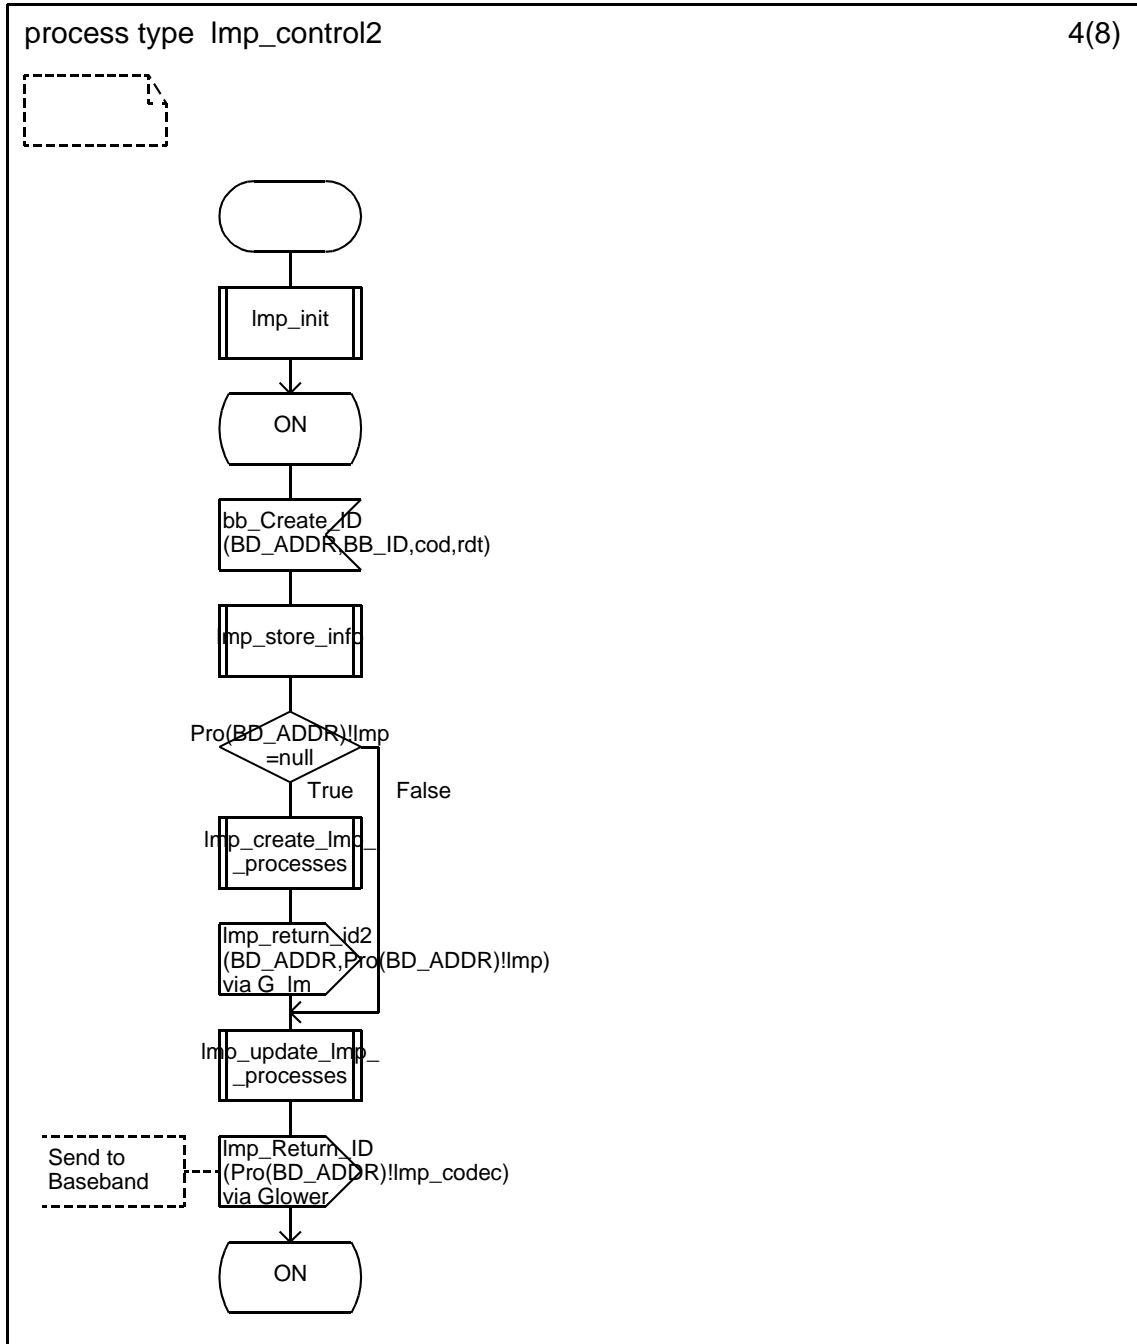 process type lmp_control2
4(8)
lmp_init
ON
bb_Create_ID
(BD_ADDR,BB_ID,cod,rdt)
lmp_store_info
Pro(BD_ADDR)!lmp
=null
True
False
lmp_create_lmp_
_processes
lmp_return_id2
(BD_ADDR,Pro(BD_ADDR)!lmp)
via G_lm
lmp_update_lmp_
_processes
Send to
Baseband
lmp_Return_ID
(Pro(BD_ADDR)!lmp_codec)
via Glower
ON